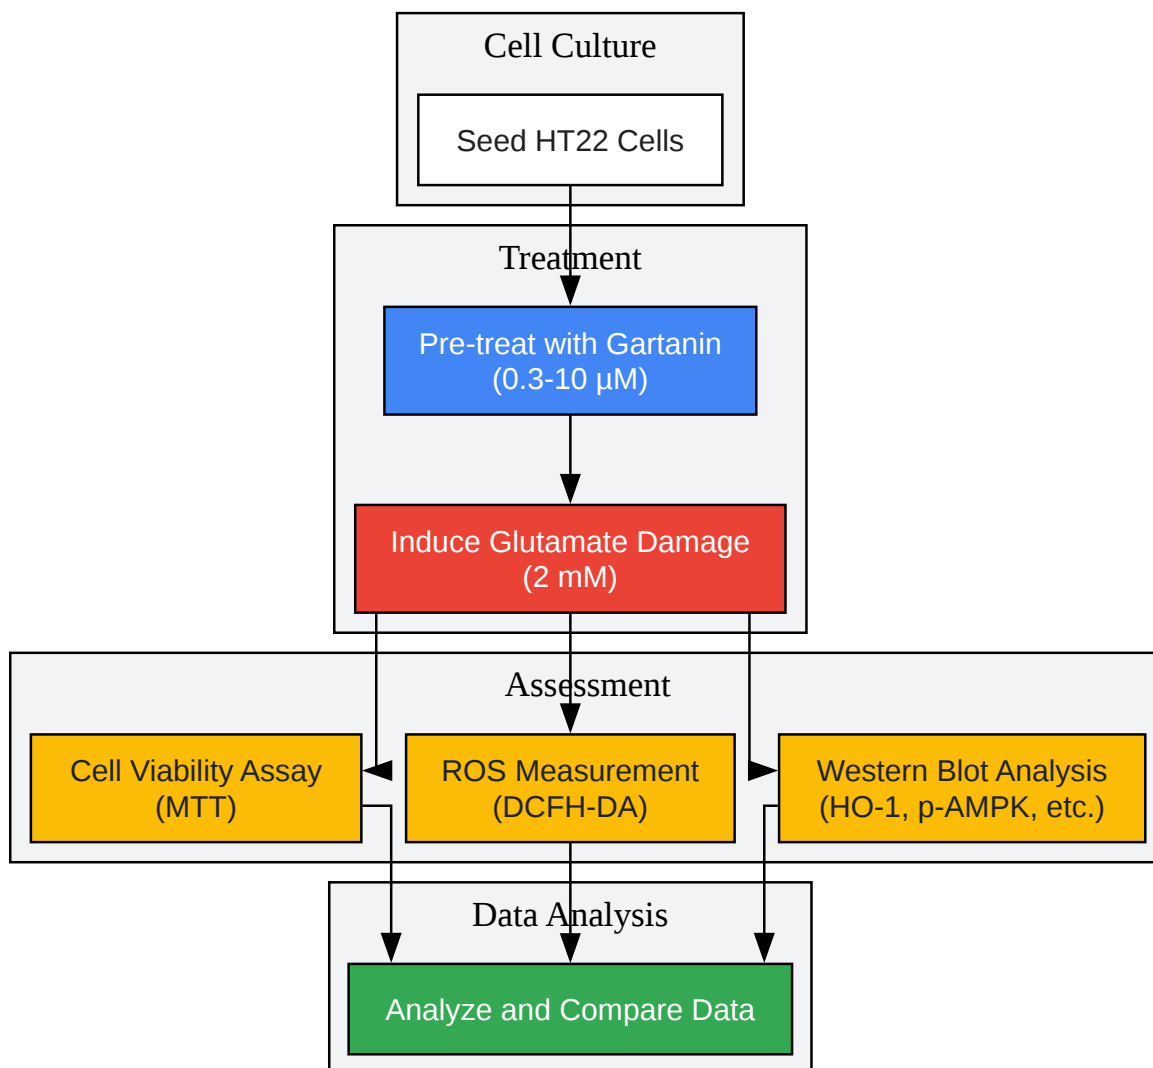 Cell Culture
Seed HT22 Cells
Treatment
Pre-treat with Gartanin
(0.3-10 µM)
Induce Glutamate Damage
(2 mM)
Assessment
Cell Viability Assay
(MTT)
ROS Measurement
(DCFH-DA)
Western Blot Analysis
(HO-1, p-AMPK, etc.)
Data Analysis
Analyze and Compare Data